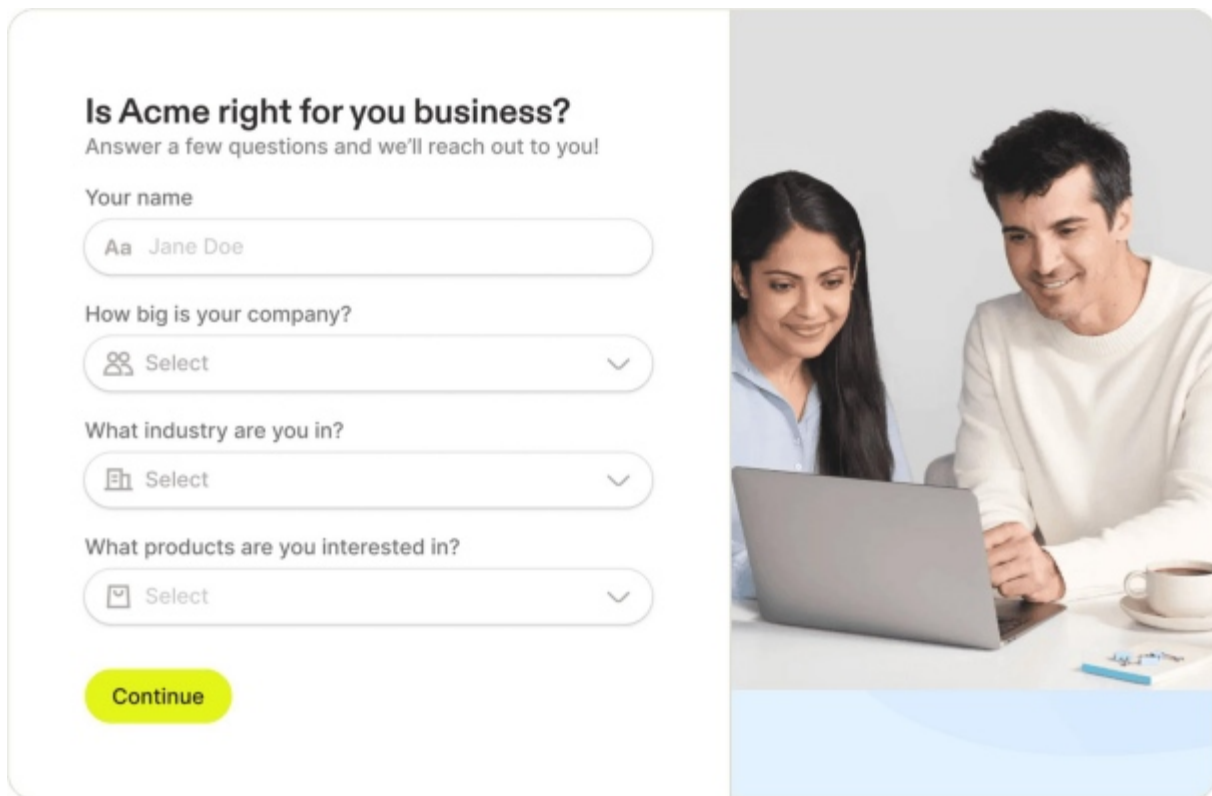 Is Acme right for you business?
Answer a few questions and we'll reach out to you!
Your name
Aa Jane Doe
How big is your company?
Select
What industry are you in?
Select
What products are you interested in?
Select
Continue